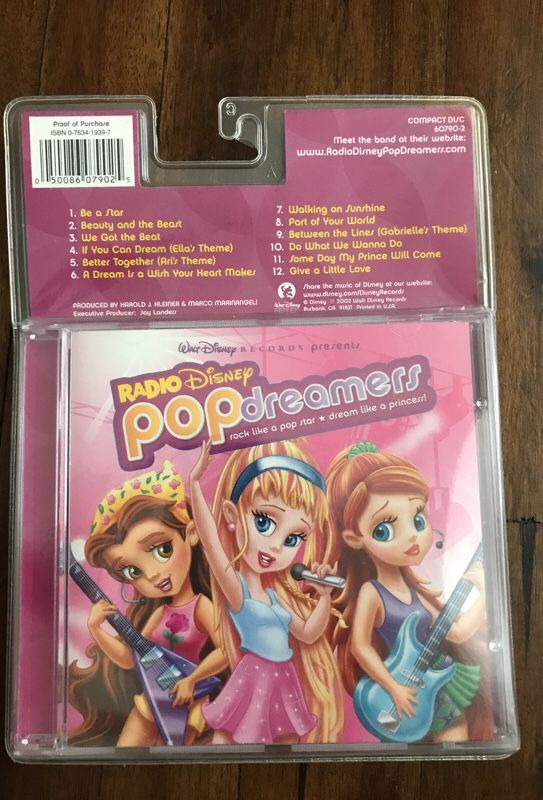 Proof of Purchase
ISBN 0-7634-1939-7
0 50086 07902 5
COMPACT DISC
60790-2
Meet the band at their website:
www.RadioDisneyPopDreamers.com
1. Be a Star
2. Beauty and the Beast
3. We Got the Beat
4. If You Can Dream (Ella's Theme)
5. Better Together (Ari's Theme)
6. A Dream Is a Wish Your Heart Makes
7. Walking on Sunshine
8. Part of Your World
9. Between the Lines (Gabrielle's Theme)
10. Do What We Wanna Do
11. Some Day My Prince Will Come
12. Give a Little Love
PRODUCED BY HAROLD J. KLEINER & MARCO MARINANGELI
Executive Producer: Jay Landers
Share the music of Disney at our website:
www.disney.com/DisneyRecords
© Disney ℗ 2002 Walt Disney Records
Burbank, CA 91521 Printed in U.S.A.
WALT DISNEY RECORDS presents
RADIO DISNEY
popdreamers
rock like a pop star ★ dream like a princess!